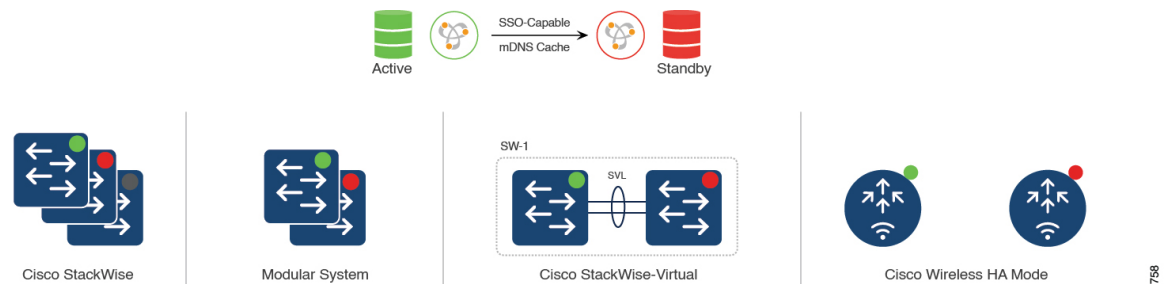 SSO-Capable
mDNS Cache
Active
Standby
SW-1
SVL
Cisco StackWise
Modular System
Cisco StackWise-Virtual
Cisco Wireless HA Mode
758